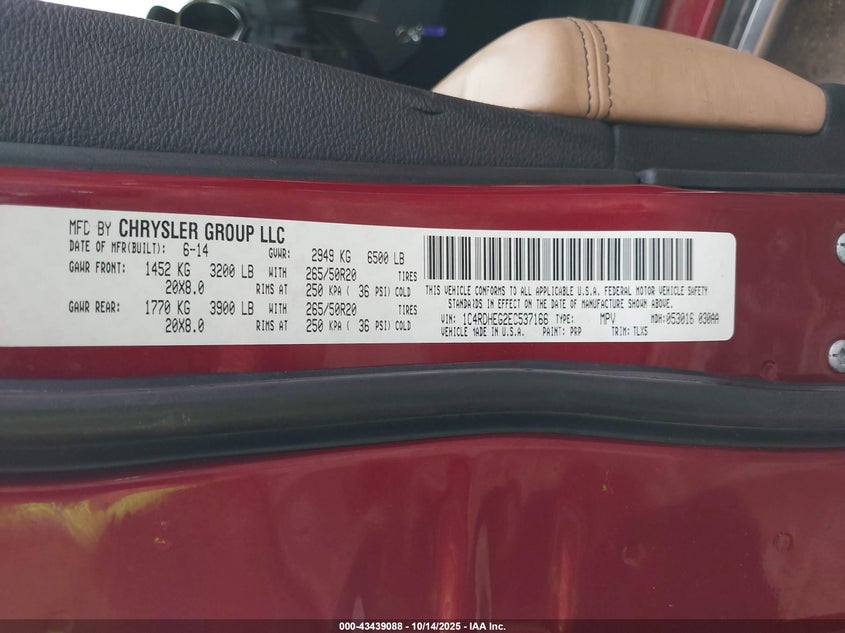 MFD BY CHRYSLER GROUP LLC
DATE OF MFR(BUILT): 6-14 GVWR: 2949 KG 6500 LB
GAWR FRONT: 1452 KG 3200 LB WITH 265/50R20 TIRES
20X8.0 RIMS AT 250 KPA ( 36 PSI) COLD
GAWR REAR: 1770 KG 3900 LB WITH 265/50R20 TIRES
20X8.0 RIMS AT 250 KPA ( 36 PSI) COLD
THIS VEHICLE CONFORMS TO ALL APPLICABLE U.S.A. FEDERAL MOTOR VEHICLE SAFETY
STANDARDS IN EFFECT ON THE DATE OF MANUFACTURE SHOWN ABOVE.
VIN: 1C4RDHEG2EC537166 TYPE: MPV MDH: 053016 030AA
VEHICLE MADE IN U.S.A. PAINT: PRP TRIM: TLX5
000-43439088 - 10/14/2025 - IAA Inc.